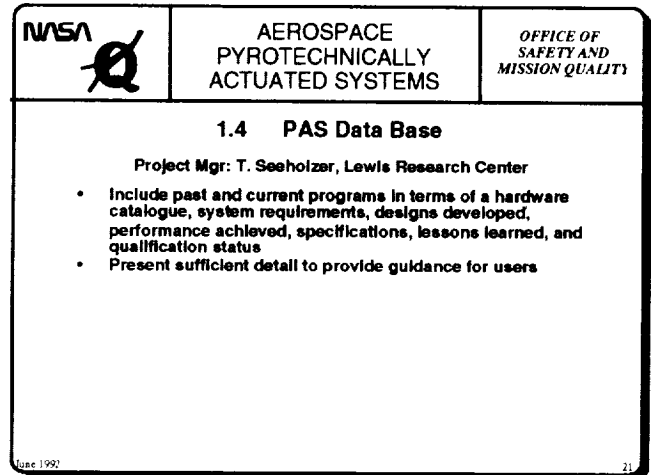 NASA
Q
AEROSPACE
PYROTECHNICALLY
ACTUATED SYSTEMS
OFFICE OF
SAFETY AND
MISSION QUALITY
1.4 PAS Data Base
Project Mgr: T. Seeholzer, Lewis Research Center
• Include past and current programs in terms of a hardware
catalogue, system requirements, designs developed,
performance achieved, specifications, lessons learned, and
qualification status
• Present sufficient detail to provide guidance for users
June 1992
21